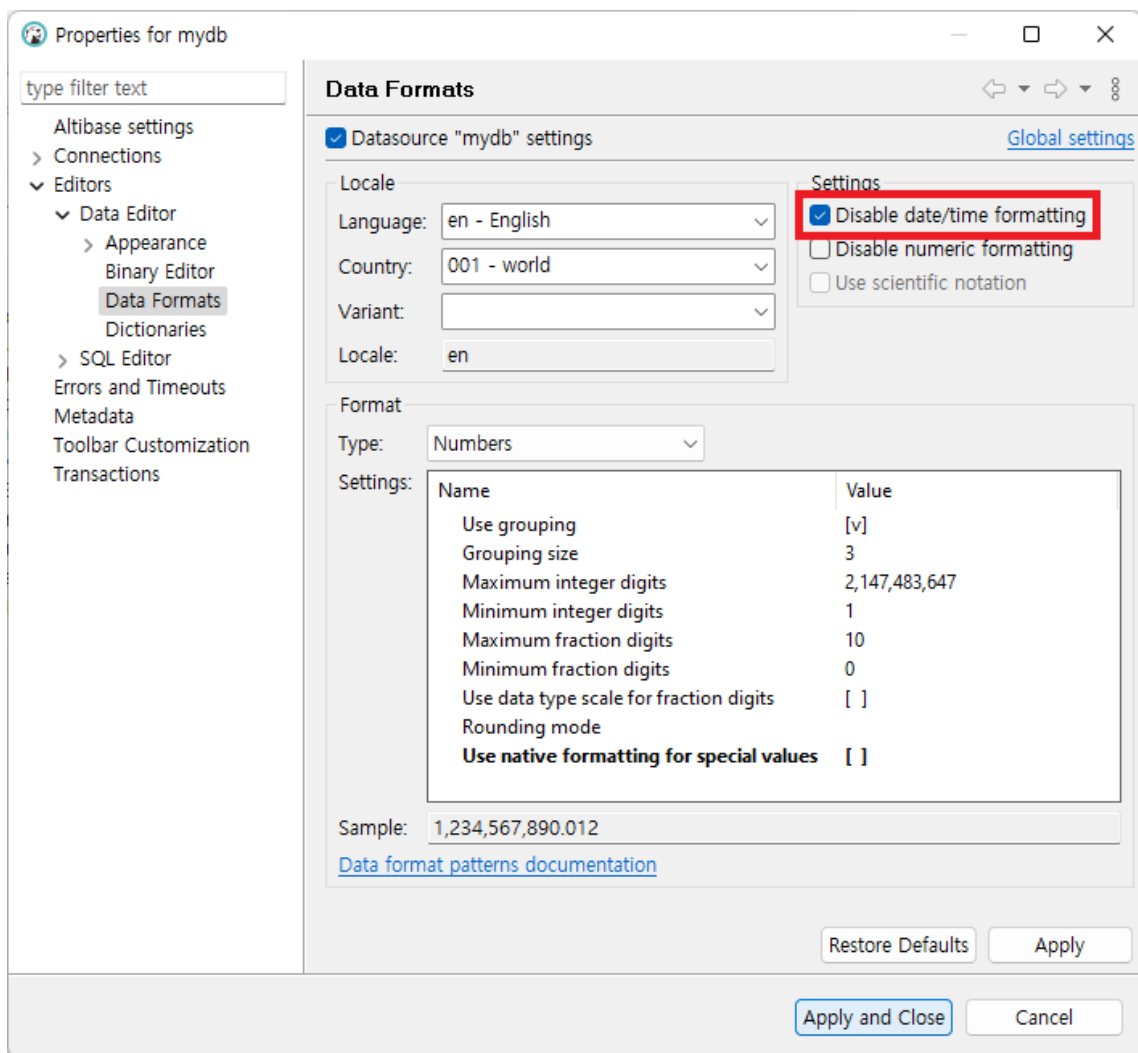 Properties for mydb
type filter text
Altibase settings
Connections
Editors
Data Editor
Appearance
Binary Editor
Data Formats
Dictionaries
SQL Editor
Errors and Timeouts
Metadata
Toolbar Customization
Transactions
Data Formats
Datasource "mydb" settings
Global settings
Locale
Language: en - English
Country: 001 - world
Variant:
Locale: en
Settings
Disable date/time formatting
Disable numeric formatting
Use scientific notation
Format
Type: Numbers
Settings:
Name Value
Use grouping [v]
Grouping size 3
Maximum integer digits 2,147,483,647
Minimum integer digits 1
Maximum fraction digits 10
Minimum fraction digits 0
Use data type scale for fraction digits [ ]
Rounding mode
Use native formatting for special values [ ]
Sample: 1,234,567,890.012
Data format patterns documentation
Restore Defaults Apply
Apply and Close Cancel